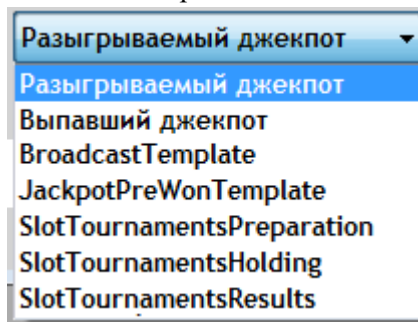 Разыгрываемый джекпот
Разыгрываемый джекпот
Выпавший джекпот
BroadcastTemplate
JackpotPreWonTemplate
SlotTournamentsPreparation
SlotTournamentsHolding
SlotTournamentsResults